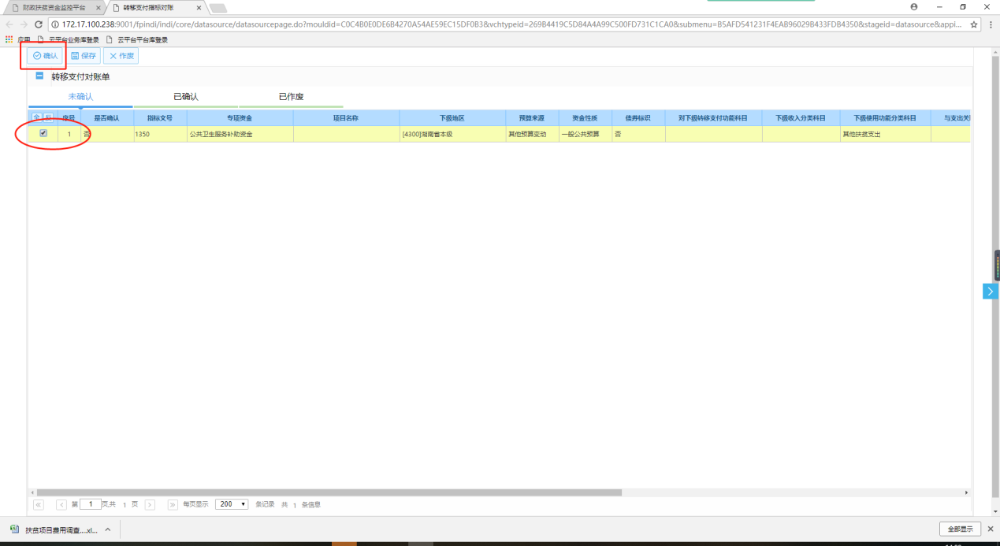 财政扶贫资金监控平台 转移支付指标对账
172.17.100.238:9001/fpindi/indi/core/datasource/datasourcepage.do?mouldid=C0C4B0E0DE6B4270A54AE59EC15DF0B3&vchtypeid=269B4419C5D84A4A99C500FD731C1CA0&submenu=B5AFD541231F4EAB96029B433FDB4350&stageid=datasource&appi...
应用 云平台业务库登录 云平台平台库登录
确认 保存 作废
转移支付对账单
未确认 已确认 已作废
全 反 序号 是否确认 指标文号 专项资金 项目名称 下级地区 预算来源 资金性质 债券标识 对下级转移支付功能科目 下级收入分类科目 下级使用功能分类科目 与支出关
1 否 1350 公共卫生服务补助资金 [4300]湖南省本级 其他预算变动 一般公共预算 否 其他扶贫支出
第 1 页,共 1 页 每页显示 200 条记录 共 1 条信息
扶贫项目费用调查....xl... 全部显示